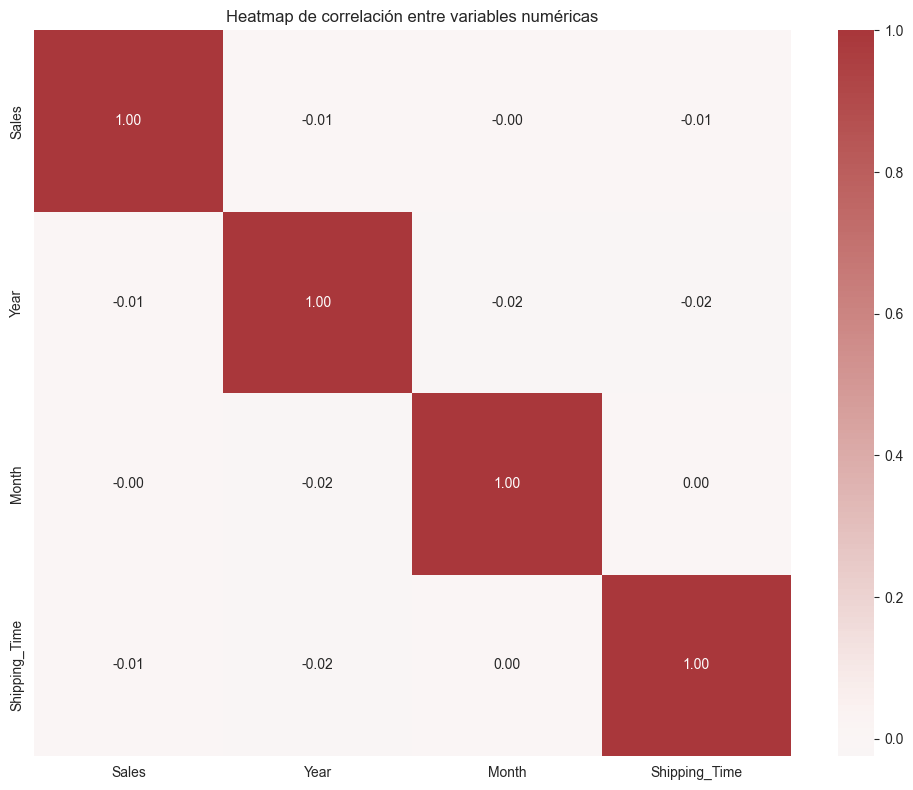 Heatmap de correlación entre variables numéricas
Sales 1.00 -0.01 -0.00 -0.01
Year -0.01 1.00 -0.02 -0.02
Month -0.00 -0.02 1.00 0.00
Shipping_Time -0.01 -0.02 0.00 1.00
Sales Year Month Shipping_Time
1.0
0.8
0.6
0.4
0.2
0.0